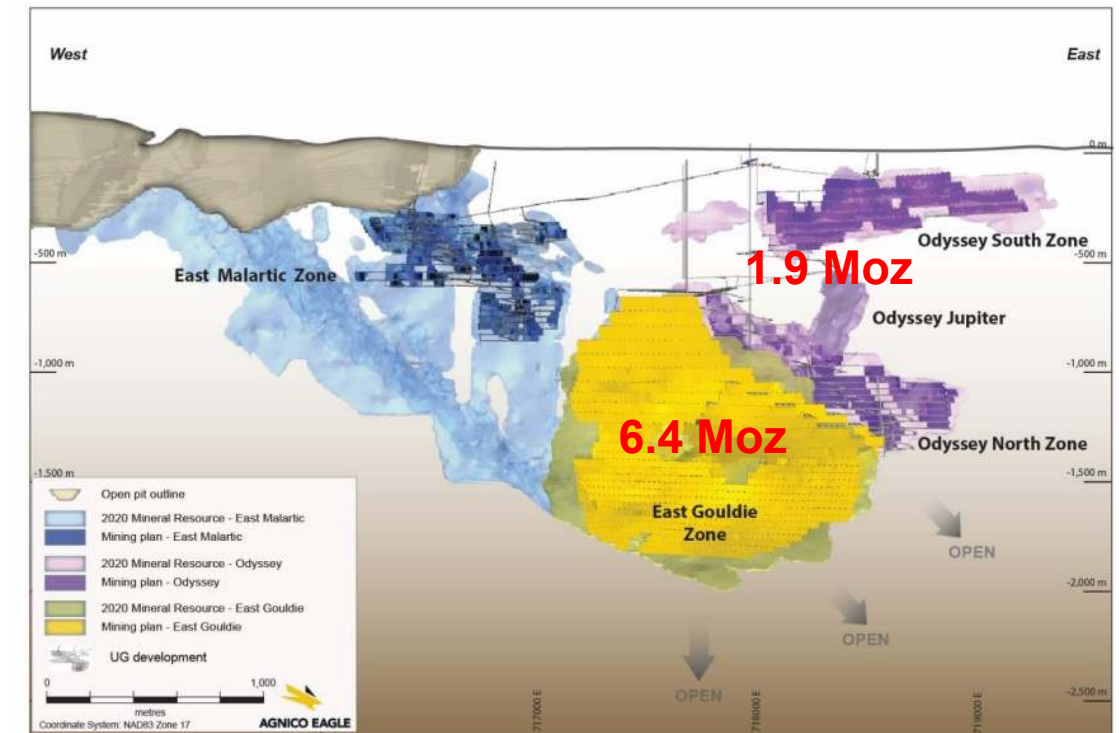 West
East
0 m
-500 m
East Malartic Zone
Odyssey South Zone
1.9 Moz
Odyssey Jupiter
-1,000 m
6.4 Moz
Odyssey North Zone
-1,500 m
-1,500 m
East Gouldie
Zone
-500 m
-1,000 m
OPEN
-2,000 m
OPEN
OPEN
-2,500 m
717000 E
718000 E
719000 E
Open pit outline
2020 Mineral Resource - East Malartic
Mining plan - East Malartic
2020 Mineral Resource - Odyssey
Mining plan - Odyssey
2020 Mineral Resource - East Gouldie
Mining plan - East Gouldie
UG development
0
1,000
metres
Coordinate System: NAD83 Zone 17
AGNICO EAGLE